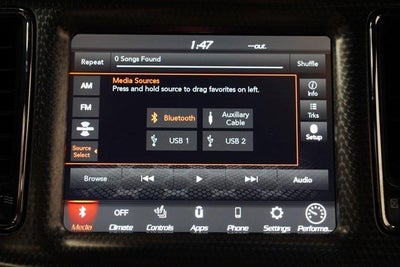 1:47 --out.
Repeat 0 Songs Found Shuffle
Media Sources
Press and hold source to drag favorites on left.
AM
FM
Source
Select
Bluetooth
Auxiliary
Cable
USB 1
USB 2
Info
Trks
Setup
Browse Audio
OFF
Media Climate Controls Apps Phone Settings Performa...